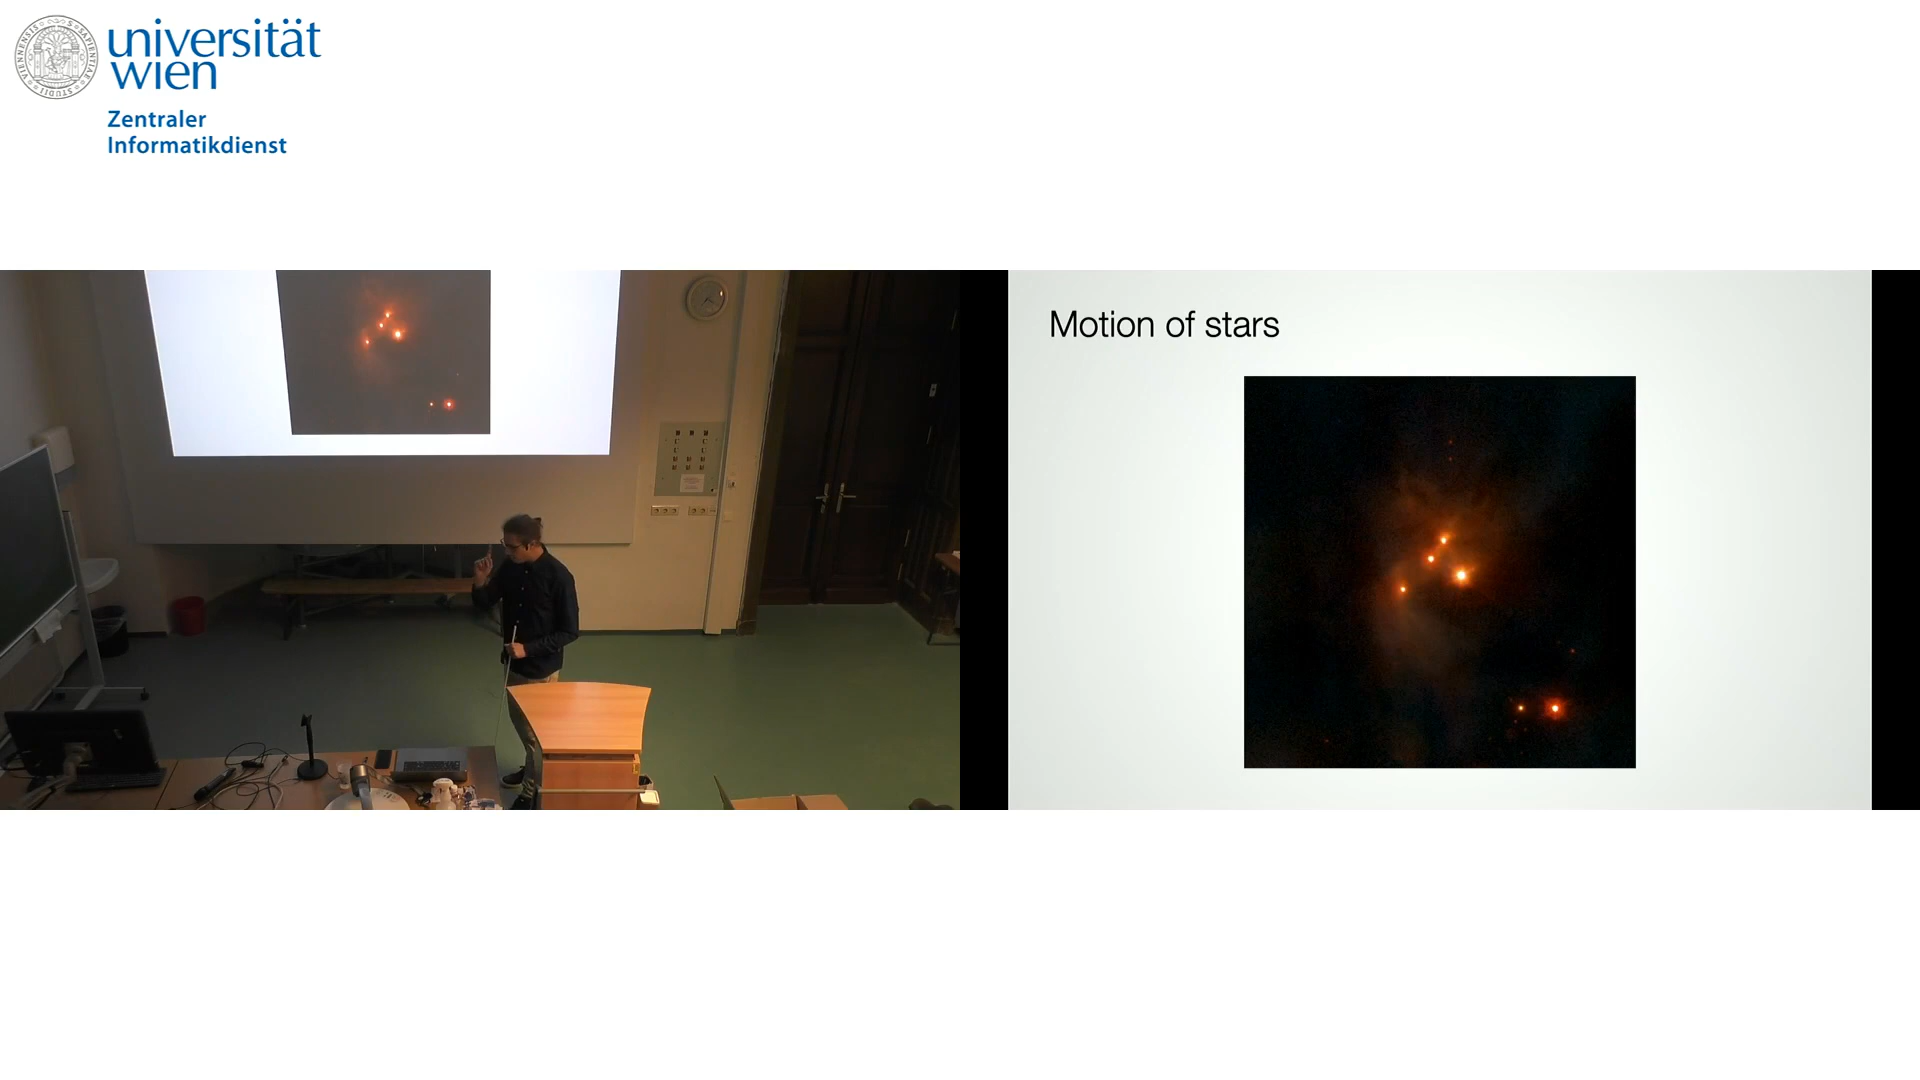 universität
wien
Zentraler
Informatikdienst
Motion of stars